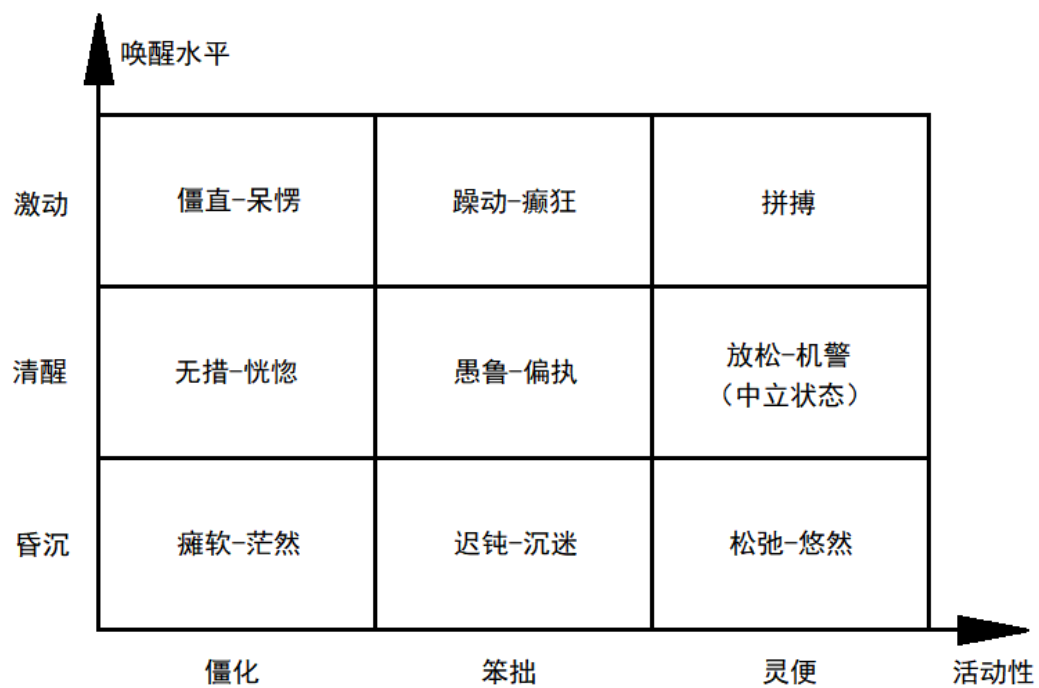 唤醒水平
激动
僵直-呆愣
躁动-癫狂
拼搏
清醒
无措-恍惚
愚鲁-偏执
放松-机警
（中立状态）
昏沉
瘫软-茫然
迟钝-沉迷
松弛-悠然
僵化
笨拙
灵便
活动性